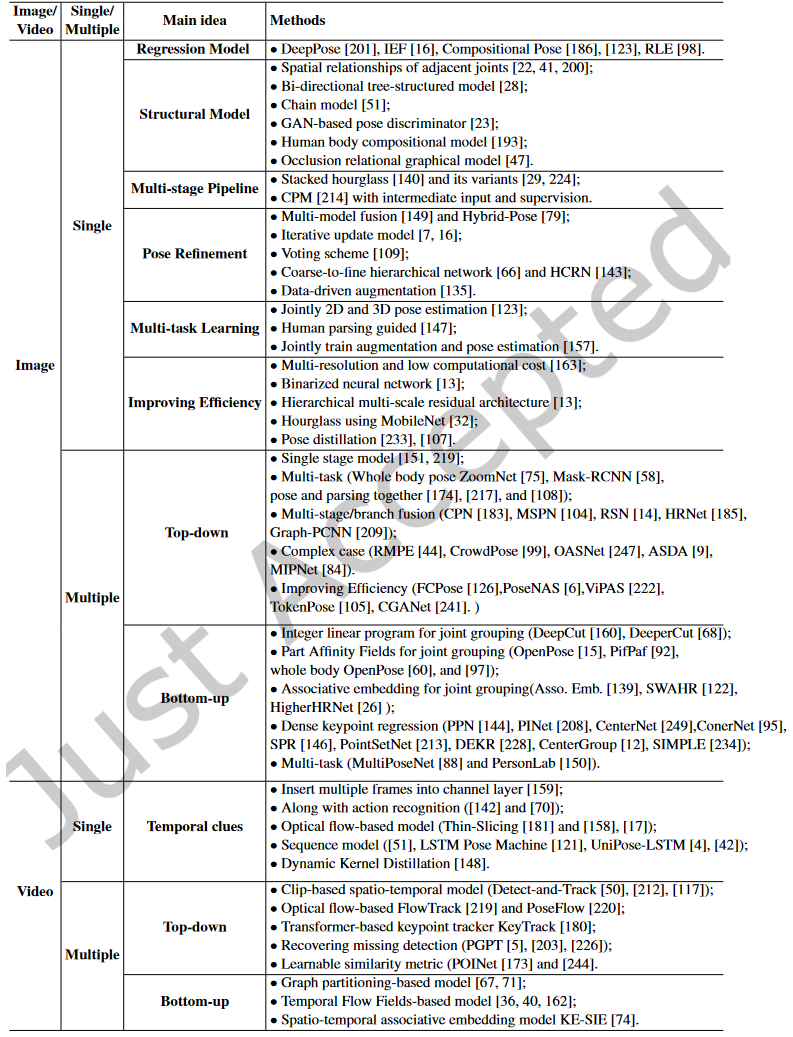 Image/ Single/
Video Multiple Main idea Methods
Regression Model • DeepPose [201], IEF [16], Compositional Pose [186], [123], RLE [98].
• Spatial relationships of adjacent joints [22, 41, 200];
• Bi-directional tree-structured model [28];
• Chain model [51];
Structural Model
• GAN-based pose discriminator [23];
• Human body compositional model [193];
• Occlusion relational graphical model [47].
• Stacked hourglass [140] and its variants [29, 224];
Multi-stage Pipeline
• CPM [214] with intermediate input and supervision.
Single
• Multi-model fusion [149] and Hybrid-Pose [79];
• Iterative update model [7, 16];
Pose Refinement • Voting scheme [109];
• Coarse-to-fine hierarchical network [66] and HCRN [143];
• Data-driven augmentation [135].
• Jointly 2D and 3D pose estimation [123];
Multi-task Learning • Human parsing guided [147];
• Jointly train augmentation and pose estimation [157].
Image
• Multi-resolution and low computational cost [163];
• Binarized neural network [13];
Improving Efficiency • Hierarchical multi-scale residual architecture [13];
• Hourglass using MobileNet [32];
• Pose distillation [233], [107].
• Single stage model [151, 219];
• Multi-task (Whole body pose ZoomNet [75], Mask-RCNN [58],
pose and parsing together [174], [217], and [108]);
• Multi-stage/branch fusion (CPN [183], MSPN [104], RSN [14], HRNet [185],
Top-down
Graph-PCNN [209]);
• Complex case (RMPE [44], CrowdPose [99], OASNet [247], ASDA [9],
MIPNet [84]).
• Improving Efficiency (FCPose [126],PoseNAS [6],ViPAS [222],
Multiple
TokenPose [105], CGANet [241]. )
• Integer linear program for joint grouping (DeepCut [160], DeeperCut [68]);
• Part Affinity Fields for joint grouping (OpenPose [15], PifPaf [92],
whole body OpenPose [60], and [97]);
• Associative embedding for joint grouping(Asso. Emb. [139], SWAHR [122],
Bottom-up
HigherHRNet [26] );
• Dense keypoint regression (PPN [144], PINet [208], CenterNet [249],ConerNet [95],
SPR [146], PointSetNet [213], DEKR [228], CenterGroup [12], SIMPLE [234]);
• Multi-task (MultiPoseNet [88] and PersonLab [150]).
• Insert multiple frames into channel layer [159];
• Along with action recognition ([142] and [70]);
Single Temporal clues • Optical flow-based model (Thin-Slicing [181] and [158], [17]);
• Sequence model ([51], LSTM Pose Machine [121], UniPose-LSTM [4], [42]);
• Dynamic Kernel Distillation [148].
Video
• Clip-based spatio-temporal model (Detect-and-Track [50], [212], [117]);
• Optical flow-based FlowTrack [219] and PoseFlow [220];
Top-down • Transformer-based keypoint tracker KeyTrack [180];
• Recovering missing detection (PGPT [5], [203], [226]);
Multiple
• Learnable similarity metric (POINet [173] and [244].
• Graph partitioning-based model [67, 71];
Bottom-up • Temporal Flow Fields-based model [36, 40, 162];
• Spatio-temporal associative embedding model KE-SIE [74].
Just Accepted